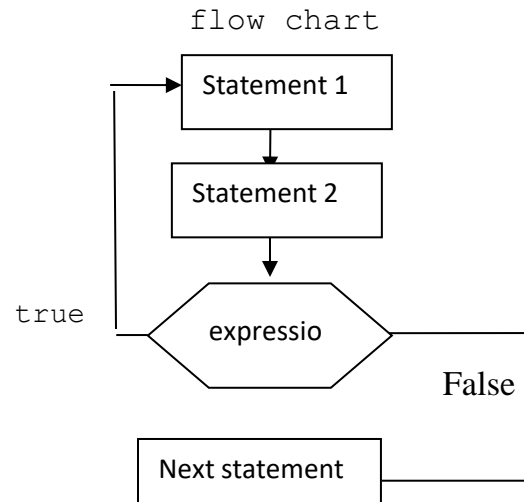 flow chart
Statement 1
Statement 2
true
expressio
False
Next statement